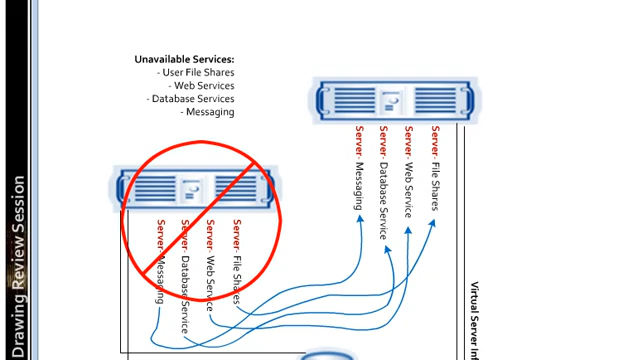 Unavailable Services:
- User File Shares
- Web Services
- Database Services
- Messaging
Server- Messaging
Server- Database Service
Server- Web Service
Server- File Shares
Server- Messaging
Server- Database Service
Server- Web Service
Server- File Shares
Drawing Review Session
Virtual Server